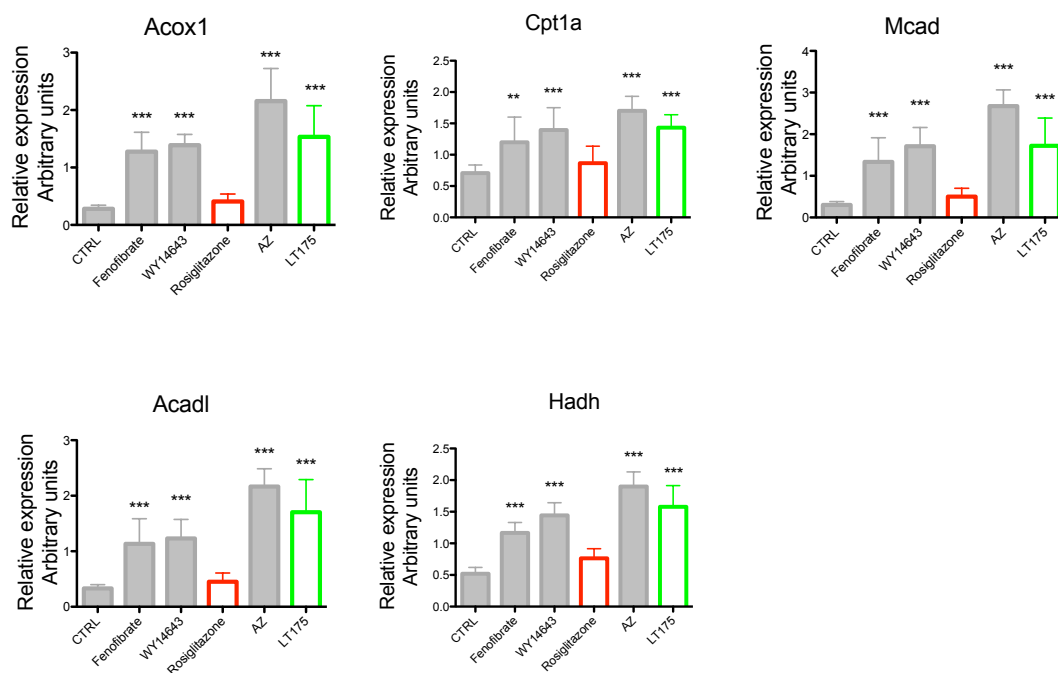 Acox1
Relative expression
Arbitrary units
3
2
1
0
***
***
***
***
CTRL
Fenofibrate
WY14643
Rosiglitazone
AZ
LT175
Cpt1a
Relative expression
Arbitrary units
2.5
2.0
1.5
1.0
0.5
0.0
**
***
***
***
CTRL
Fenofibrate
WY14643
Rosiglitazone
AZ
LT175
Mcad
Relative expression
Arbitrary units
4
3
2
1
0
***
***
***
***
CTRL
Fenofibrate
WY14643
Rosiglitazone
AZ
LT175
Acadl
Relative expression
Arbitrary units
3
2
1
0
***
***
***
***
CTRL
Fenofibrate
WY14643
Rosiglitazone
AZ
LT175
Hadh
Relative expression
Arbitrary units
2.5
2.0
1.5
1.0
0.5
0.0
***
***
***
***
CTRL
Fenofibrate
WY14643
Rosiglitazone
AZ
LT175